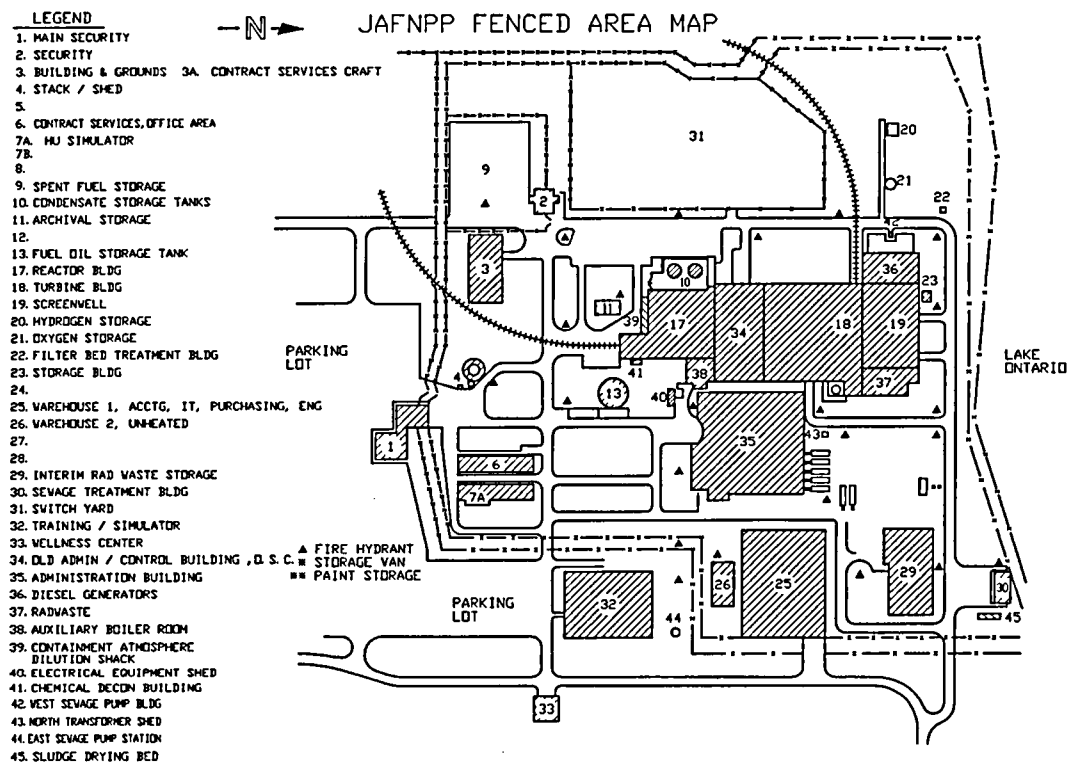 LEGEND
N
JAFNPP FENCED AREA MAP
1. MAIN SECURITY
2. SECURITY
3. BUILDING & GROUNDS 3A. CONTRACT SERVICES CRAFT
4. STACK / SHED
5.
6. CONTRACT SERVICES, OFFICE AREA
7A. HU SIMULATOR
7B.
8.
9. SPENT FUEL STORAGE
10. CONDENSATE STORAGE TANKS
11. ARCHIVAL STORAGE
12.
13. FUEL OIL STORAGE TANK
17. REACTOR BLDG
18. TURBINE BLDG
19. SCREENWELL
20. HYDROGEN STORAGE
21. OXYGEN STORAGE
22. FILTER BED TREATMENT BLDG
23. STORAGE BLDG
24.
25. WAREHOUSE 1, ACCTG, IT, PURCHASING, ENG
26. WAREHOUSE 2, UNHEATED
27.
28.
29. INTERIM RAD WASTE STORAGE
30. SEWAGE TREATMENT BLDG
31. SWITCH YARD
32. TRAINING / SIMULATOR
33. WELLNESS CENTER
34. OLD ADMIN / CONTROL BUILDING , O. S. C.
35. ADMINISTRATION BUILDING
36. DIESEL GENERATORS
37. RADWASTE
38. AUXILIARY BOILER ROOM
39. CONTAINMENT ATMOSPHERE
DILUTION SHACK
40. ELECTRICAL EQUIPMENT SHED
41. CHEMICAL DECON BUILDING
42. WEST SEWAGE PUMP BLDG
43. NORTH TRANSFORMER SHED
44. EAST SEWAGE PUMP STATION
45. SLUDGE DRYING BED
▲ FIRE HYDRANT
* STORAGE VAN
** PAINT STORAGE
31
20
9
21
2
22
42
3
36
10
23
11
39
17
34
18
19
PARKING
LOT
LAKE
ONTARIO
41
4
38
37
13
40
1
35
43
6
7A
**
26
25
29
32
30
PARKING
LOT
44
45
33